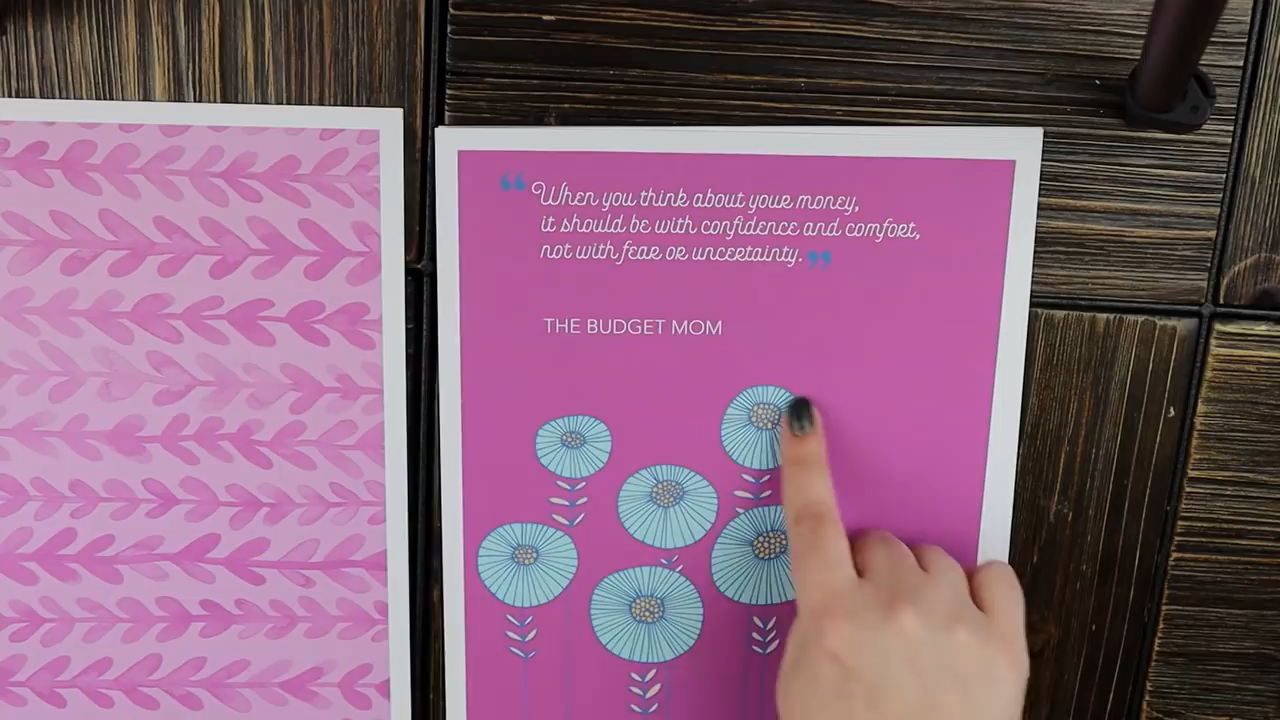 “When you think about your money,
it should be with confidence and comfort,
not with fear or uncertainty.”
THE BUDGET MOM